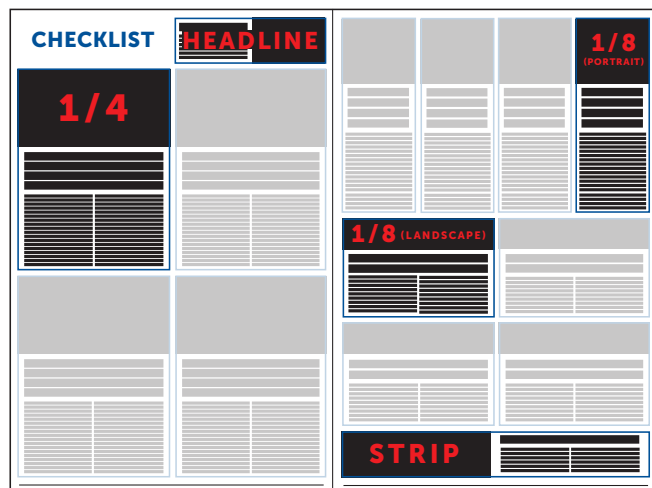 CHECKLIST
HEADLINE
1/4
1/8
(PORTRAIT)
1/8 (LANDSCAPE)
STRIP